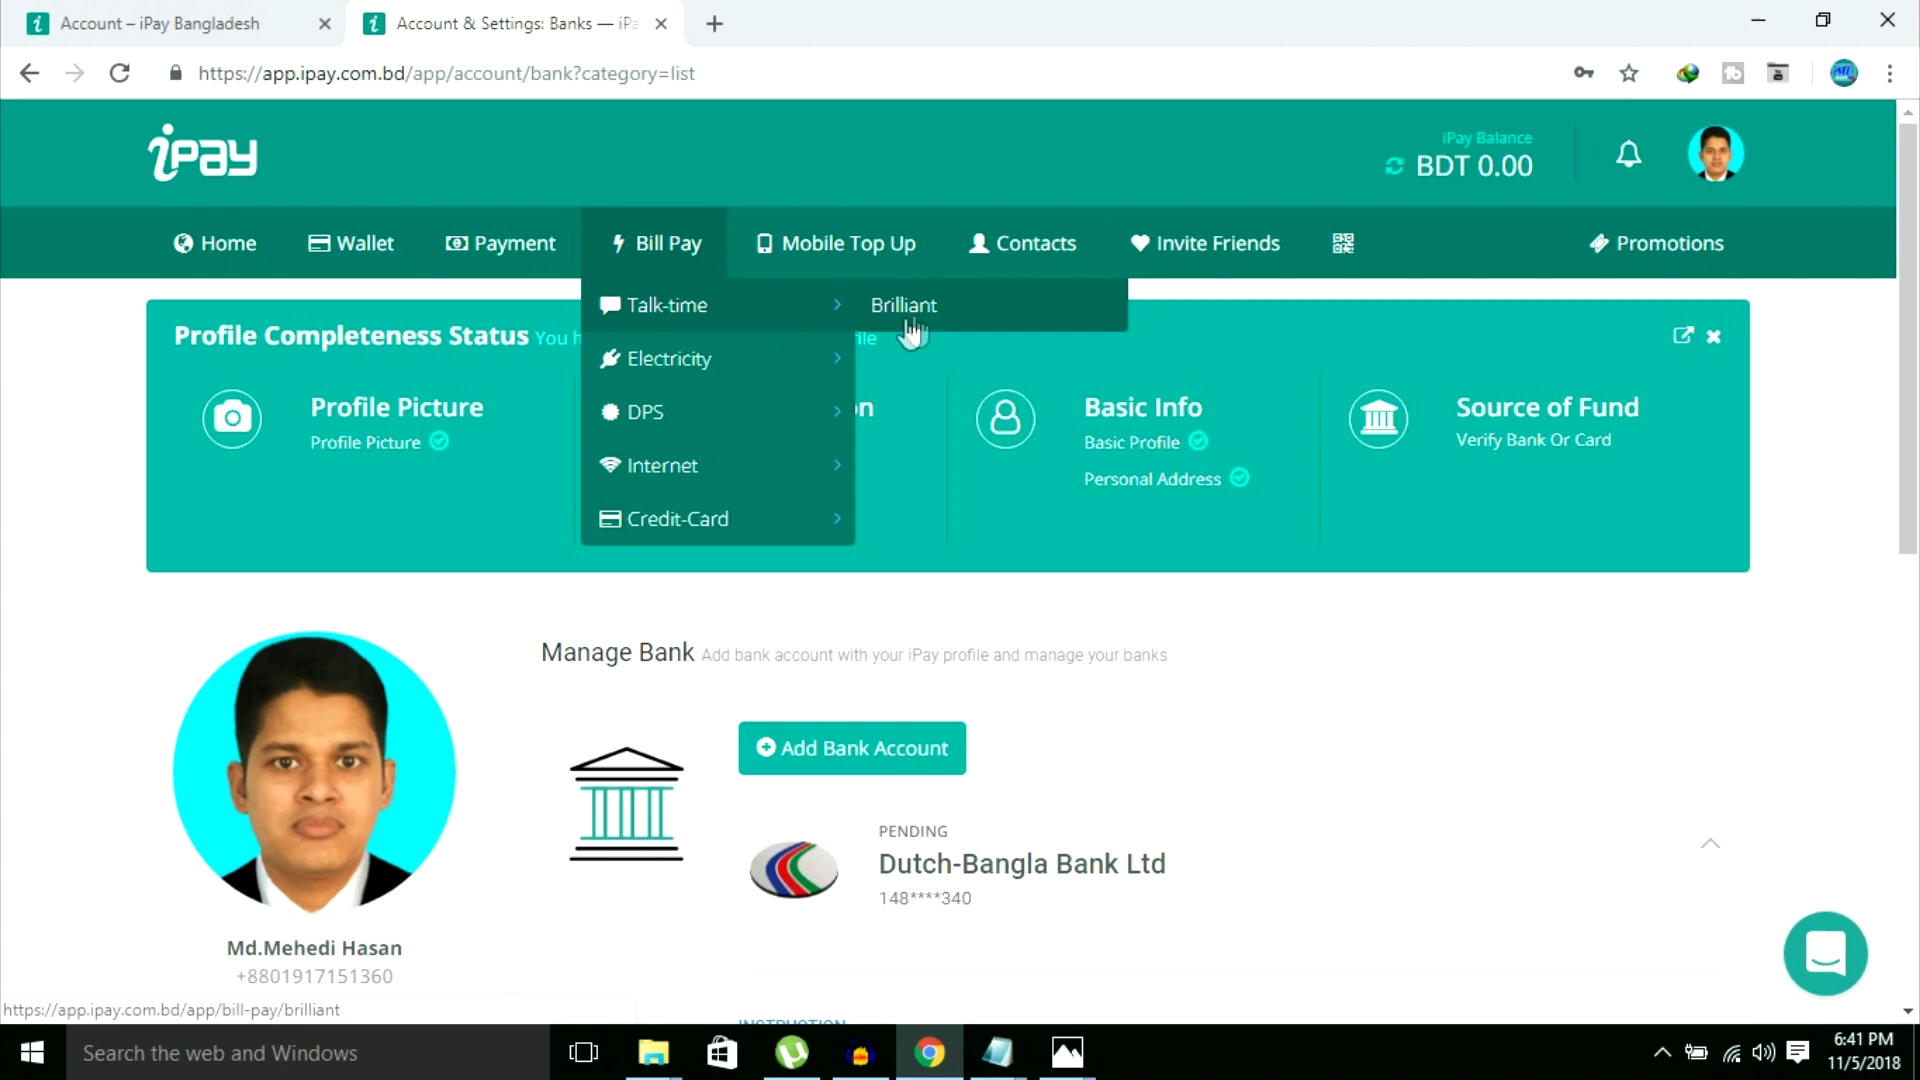 Account – iPay Bangladesh
Account & Settings: Banks — iPa
https://app.ipay.com.bd/app/account/bank?category=list
iPay
iPay Balance
BDT 0.00
Home
Wallet
Payment
Bill Pay
Mobile Top Up
Contacts
Invite Friends
Promotions
Talk-time
Brilliant
Profile Completeness Status You h ile
Electricity
DPS
Internet
Credit-Card
Profile Picture
Profile Picture
on
Basic Info
Basic Profile
Personal Address
Source of Fund
Verify Bank Or Card
Manage Bank Add bank account with your iPay profile and manage your banks
Add Bank Account
PENDING
Dutch-Bangla Bank Ltd
148****340
Md.Mehedi Hasan
+8801917151360
https://app.ipay.com.bd/app/bill-pay/brilliant
INSTRUCTION
Search the web and Windows
6:41 PM
11/5/2018